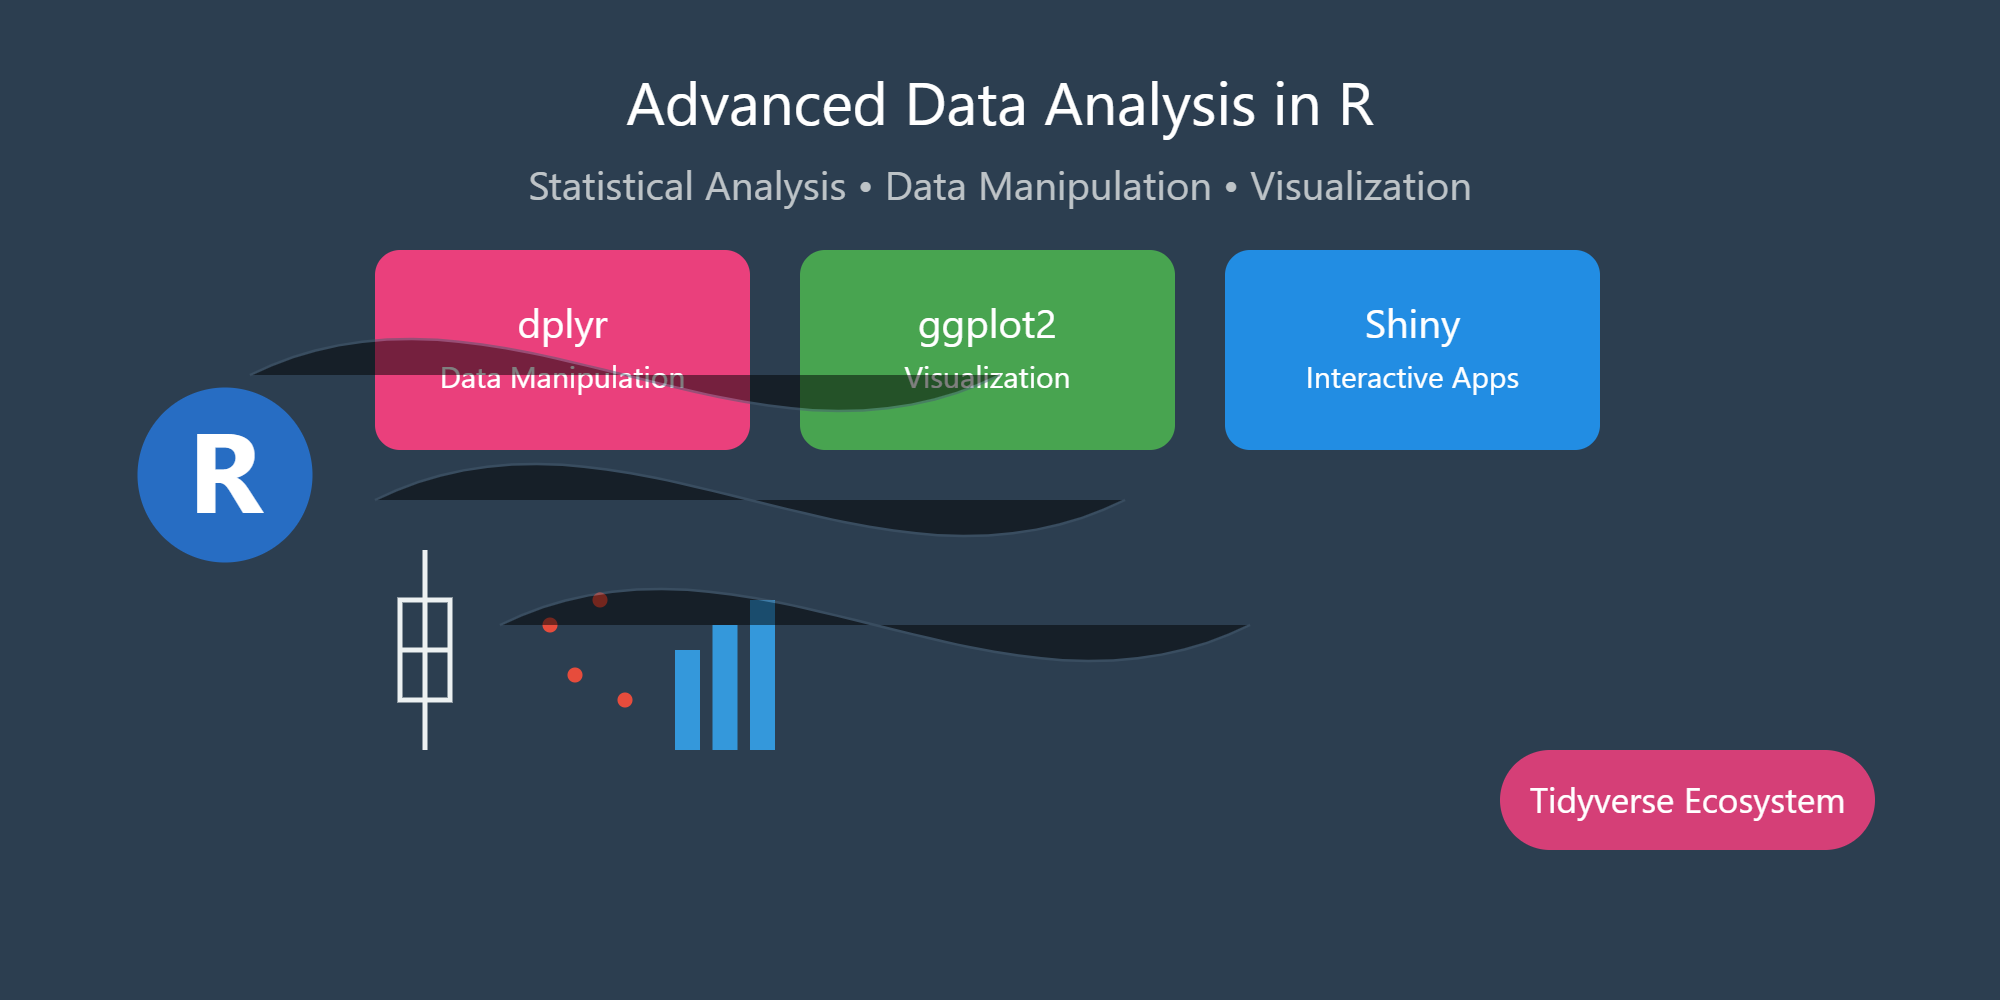 Advanced Data Analysis in R
Statistical Analysis • Data Manipulation • Visualization
dplyr
Data Manipulation
ggplot2
Visualization
Shiny
Interactive Apps
R
Tidyverse Ecosystem